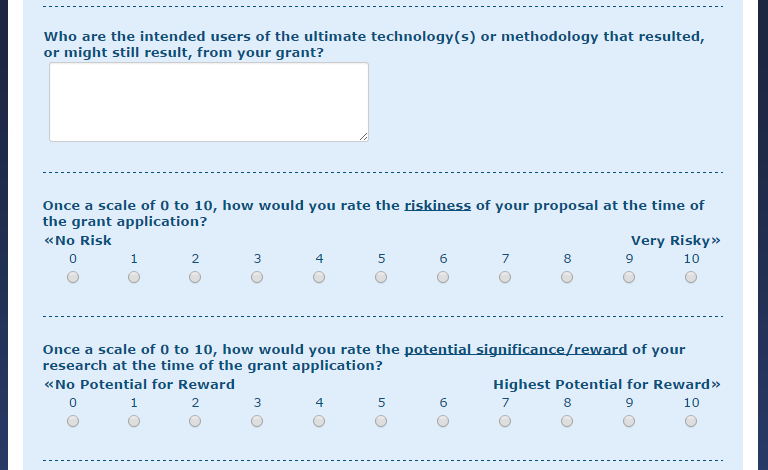 Who are the intended users of the ultimate technology(s) or methodology that resulted,
or might still result, from your grant?
Once a scale of 0 to 10, how would you rate the riskiness of your proposal at the time of
the grant application?
«No Risk Very Risky»
0 1 2 3 4 5 6 7 8 9 10
Once a scale of 0 to 10, how would you rate the potential significance/reward of your
research at the time of the grant application?
«No Potential for Reward Highest Potential for Reward»
0 1 2 3 4 5 6 7 8 9 10